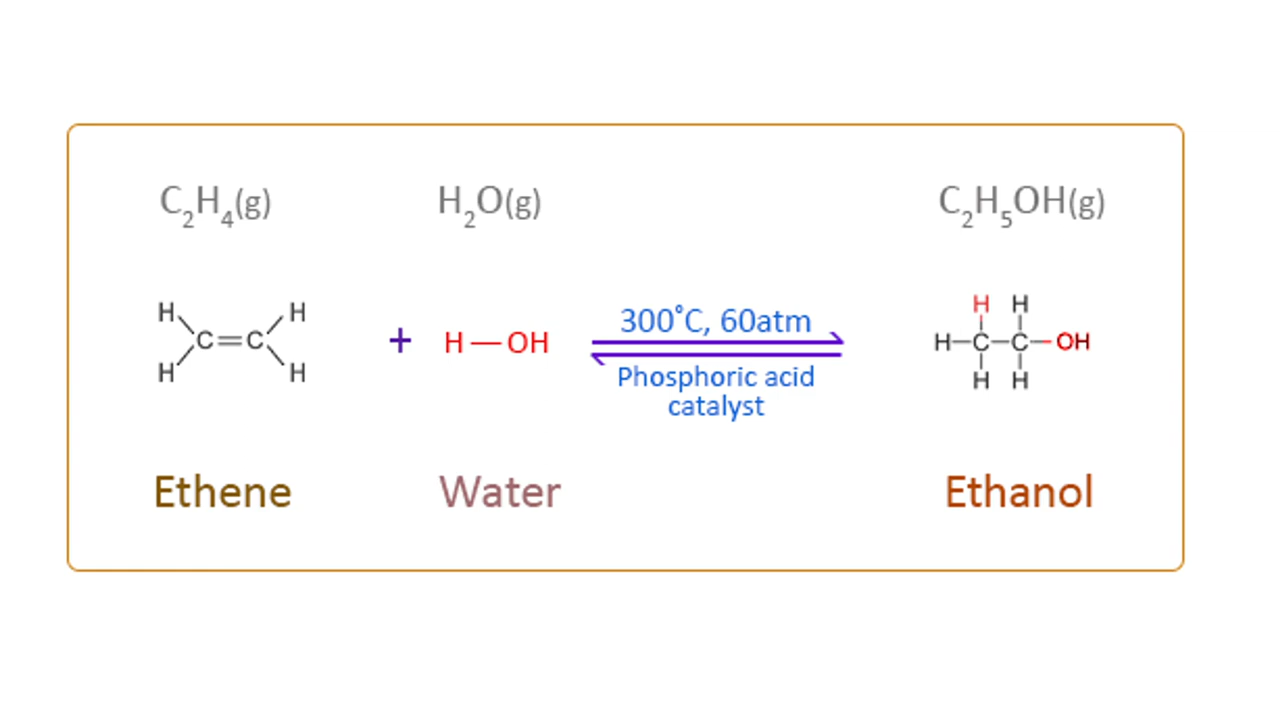 C₂H₄(g) H₂O(g) C₂H₅OH(g)
H H H H
300°C, 60atm
C=C + H—OH H—C—C—OH
H H Phosphoric acid H H
catalyst
Ethene Water Ethanol